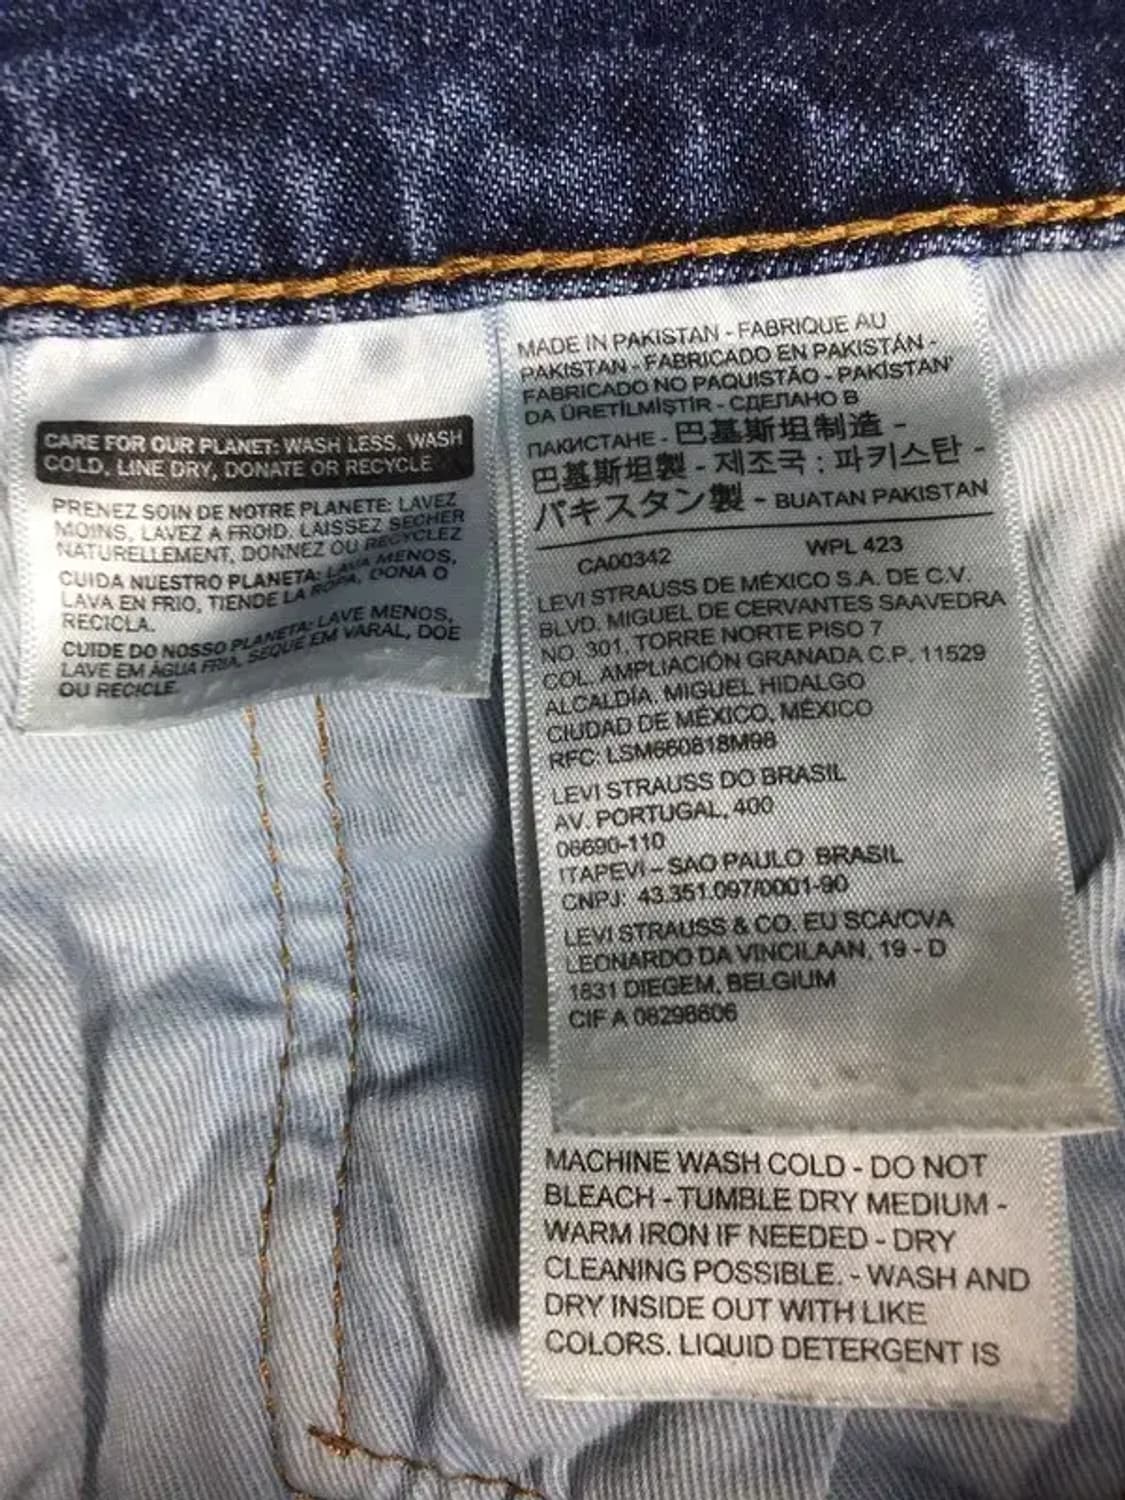 CARE FOR OUR PLANET: WASH LESS, WASH
COLD, LINE DRY, DONATE OR RECYCLE
PRENEZ SOIN DE NOTRE PLANETE: LAVEZ
MOINS, LAVEZ A FROID. LAISSEZ SECHER
NATURELLEMENT, DONNEZ OU RECYCLEZ
CUIDA NUESTRO PLANETA: LAVA MENOS,
LAVA EN FRIO, TIENDE LA ROPA, DONA O
RECICLA.
CUIDE DO NOSSO PLANETA: LAVE MENOS,
LAVE EM ÁGUA FRIA, SEQUE EM VARAL, DOE
OU RECICLE.
MADE IN PAKISTAN - FABRIQUE AU
PAKISTAN - FABRICADO EN PAKISTÁN -
FABRICADO NO PAQUISTÃO - PAKİSTAN'
DA ÜRETİLMİŞTİR - СДЕЛАНО В
ПАКИСТАНЕ - 巴基斯坦制造 -
巴基斯坦製 - 제조국 : 파키스탄 -
パキスタン製 - BUATAN PAKISTAN
CA00342 WPL 423
LEVI STRAUSS DE MÉXICO S.A. DE C.V.
BLVD. MIGUEL DE CERVANTES SAAVEDRA
NO. 301, TORRE NORTE PISO 7
COL. AMPLIACIÓN GRANADA C.P. 11529
ALCALDÍA. MIGUEL HIDALGO
CIUDAD DE MÉXICO, MÉXICO
RFC: LSM660818M98
LEVI STRAUSS DO BRASIL
AV. PORTUGAL, 400
06690-110
ITAPEVI – SAO PAULO BRASIL
CNPJ: 43.351.097/0001-90
LEVI STRAUSS & CO. EU SCA/CVA
LEONARDO DA VINCILAAN, 19 - D
1831 DIEGEM, BELGIUM
CIF A 08298806
MACHINE WASH COLD - DO NOT
BLEACH - TUMBLE DRY MEDIUM -
WARM IRON IF NEEDED - DRY
CLEANING POSSIBLE. - WASH AND
DRY INSIDE OUT WITH LIKE
COLORS. LIQUID DETERGENT IS